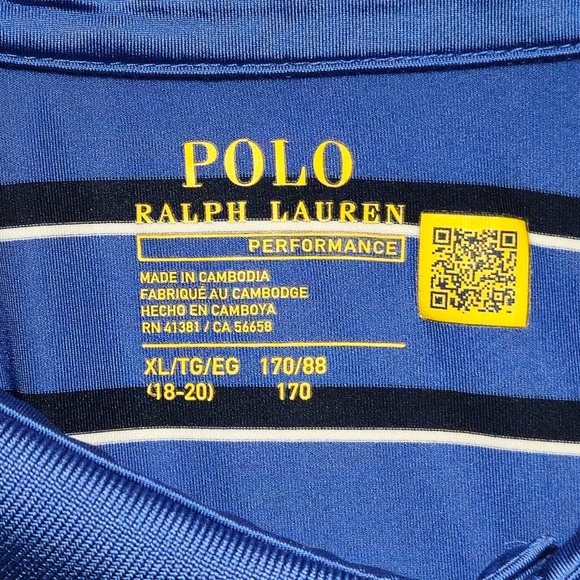 POLO
RALPH LAUREN
PERFORMANCE
MADE IN CAMBODIA
FABRIQUÉ AU CAMBODGE
HECHO EN CAMBOYA
RN 41381 / CA 56658
XL/TG/EG 170/88
(18-20) 170